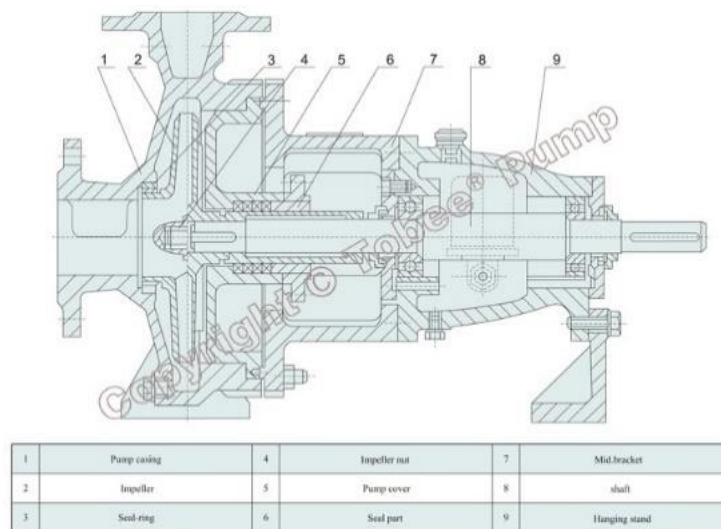 1 2 3 4 5 6 7 8 9
Copyright © Tobee® Pump
1 Pump casing 4 Impeller nut 7 Mid.bracket
2 Impeller 5 Pump cover 8 shaft
3 Seal-ring 6 Seal part 9 Hanging stand